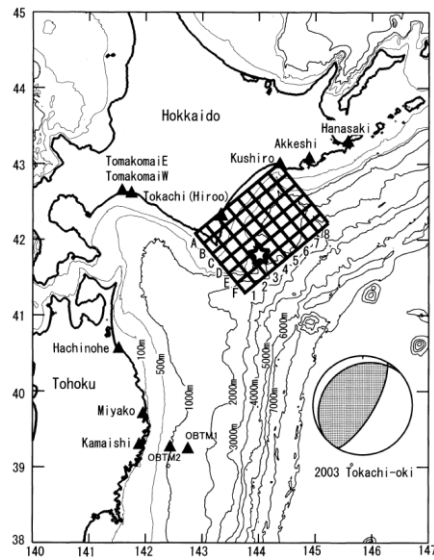 45
44
43
42
41
40
39
38
140
141
142
143
144
145
146
147
Hokkaido
Hanasaki
Akkeshi
Kushiro
TomakomaiE
TomakomaiW
Tokachi(Hiroo)
A
B
C
D
E
F
1
2
3
4
5
6
7
8
Hachinohe
Tohoku
Miyako
Kamaishi
OBTM1
OBTM2
100m
500m
1000m
2000m
3000m
4000m
5000m
6000m
7000m
2003 Tokachi-oki